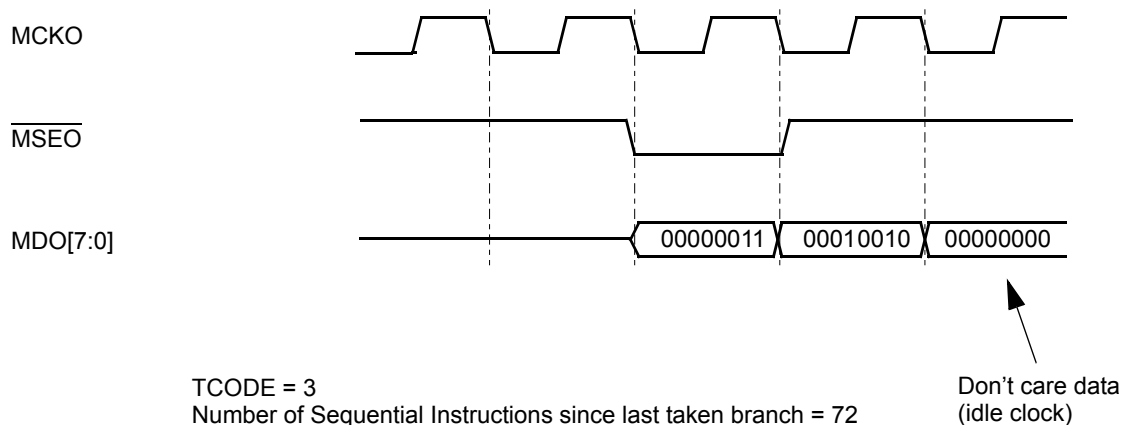 MCKO
MSEO
MDO[7:0]
00000011 00010010 00000000
TCODE = 3
Number of Sequential Instructions since last taken branch = 72
Don't care data
(idle clock)